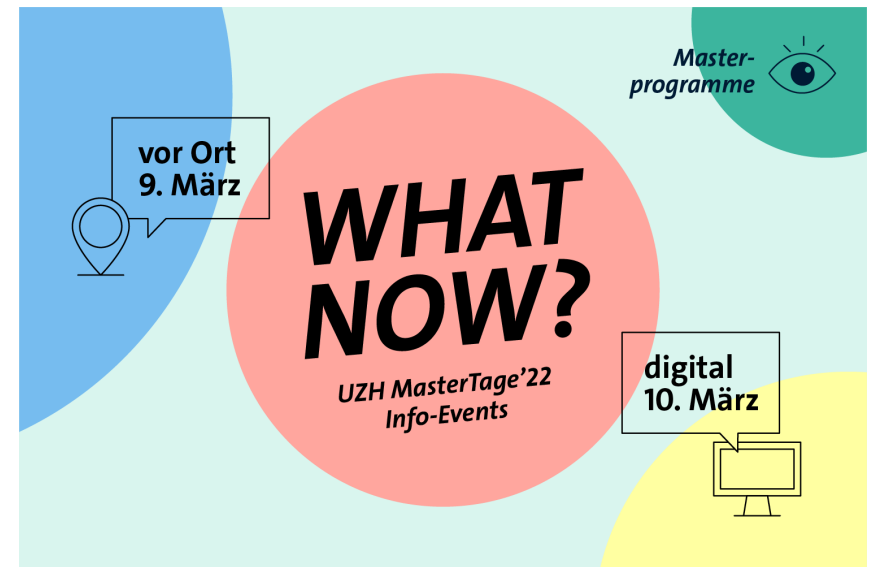 Master-
programme
vor Ort
9. März
WHAT
NOW?
UZH MasterTage’22
Info-Events
digital
10. März